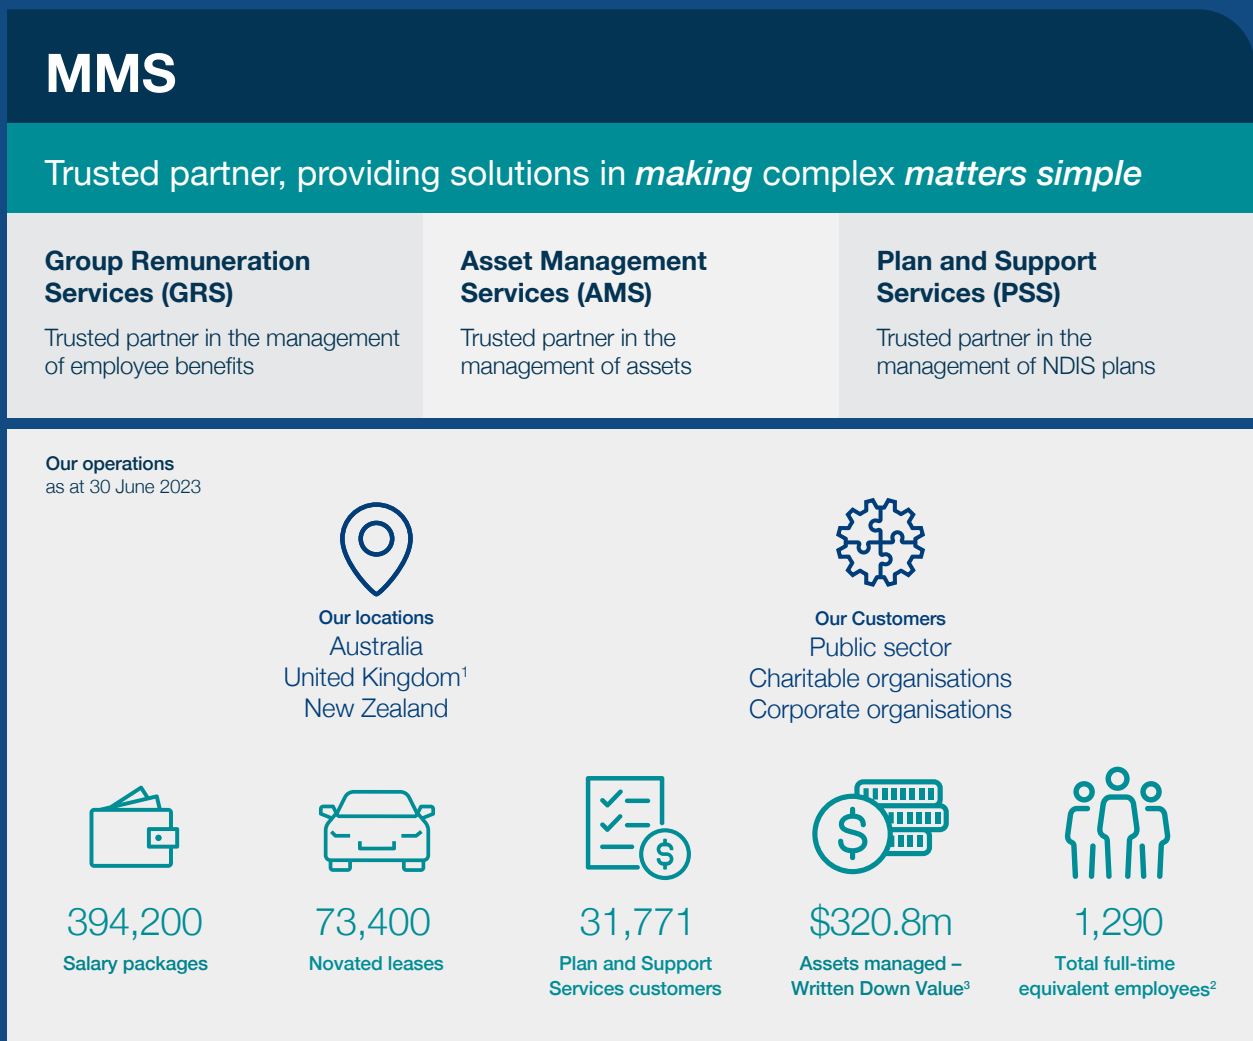 MMS
Trusted partner, providing solutions in making complex matters simple
Group Remuneration
Services (GRS)
Trusted partner in the management
of employee benefits
Asset Management
Services (AMS)
Trusted partner in the
management of assets
Plan and Support
Services (PSS)
Trusted partner in the
management of NDIS plans
Our operations
as at 30 June 2023
Our locations
Australia
United Kingdom¹
New Zealand
Our Customers
Public sector
Charitable organisations
Corporate organisations
394,200
Salary packages
73,400
Novated leases
31,771
Plan and Support
Services customers
$320.8m
Assets managed –
Written Down Value³
1,290
Total full-time
equivalent employees²